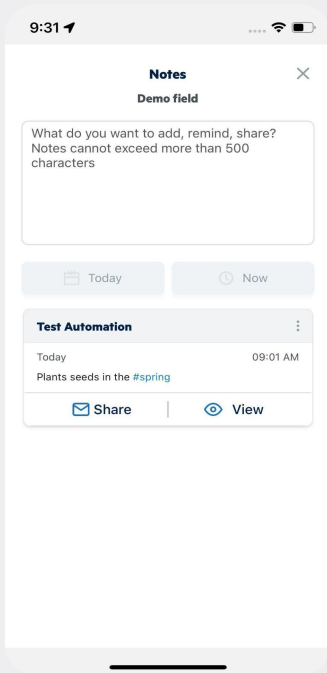 9:31
Notes
Demo field
What do you want to add, remind, share?
Notes cannot exceed more than 500
characters
Today
Now
Test Automation
Today
09:01 AM
Plants seeds in the #spring
Share
View